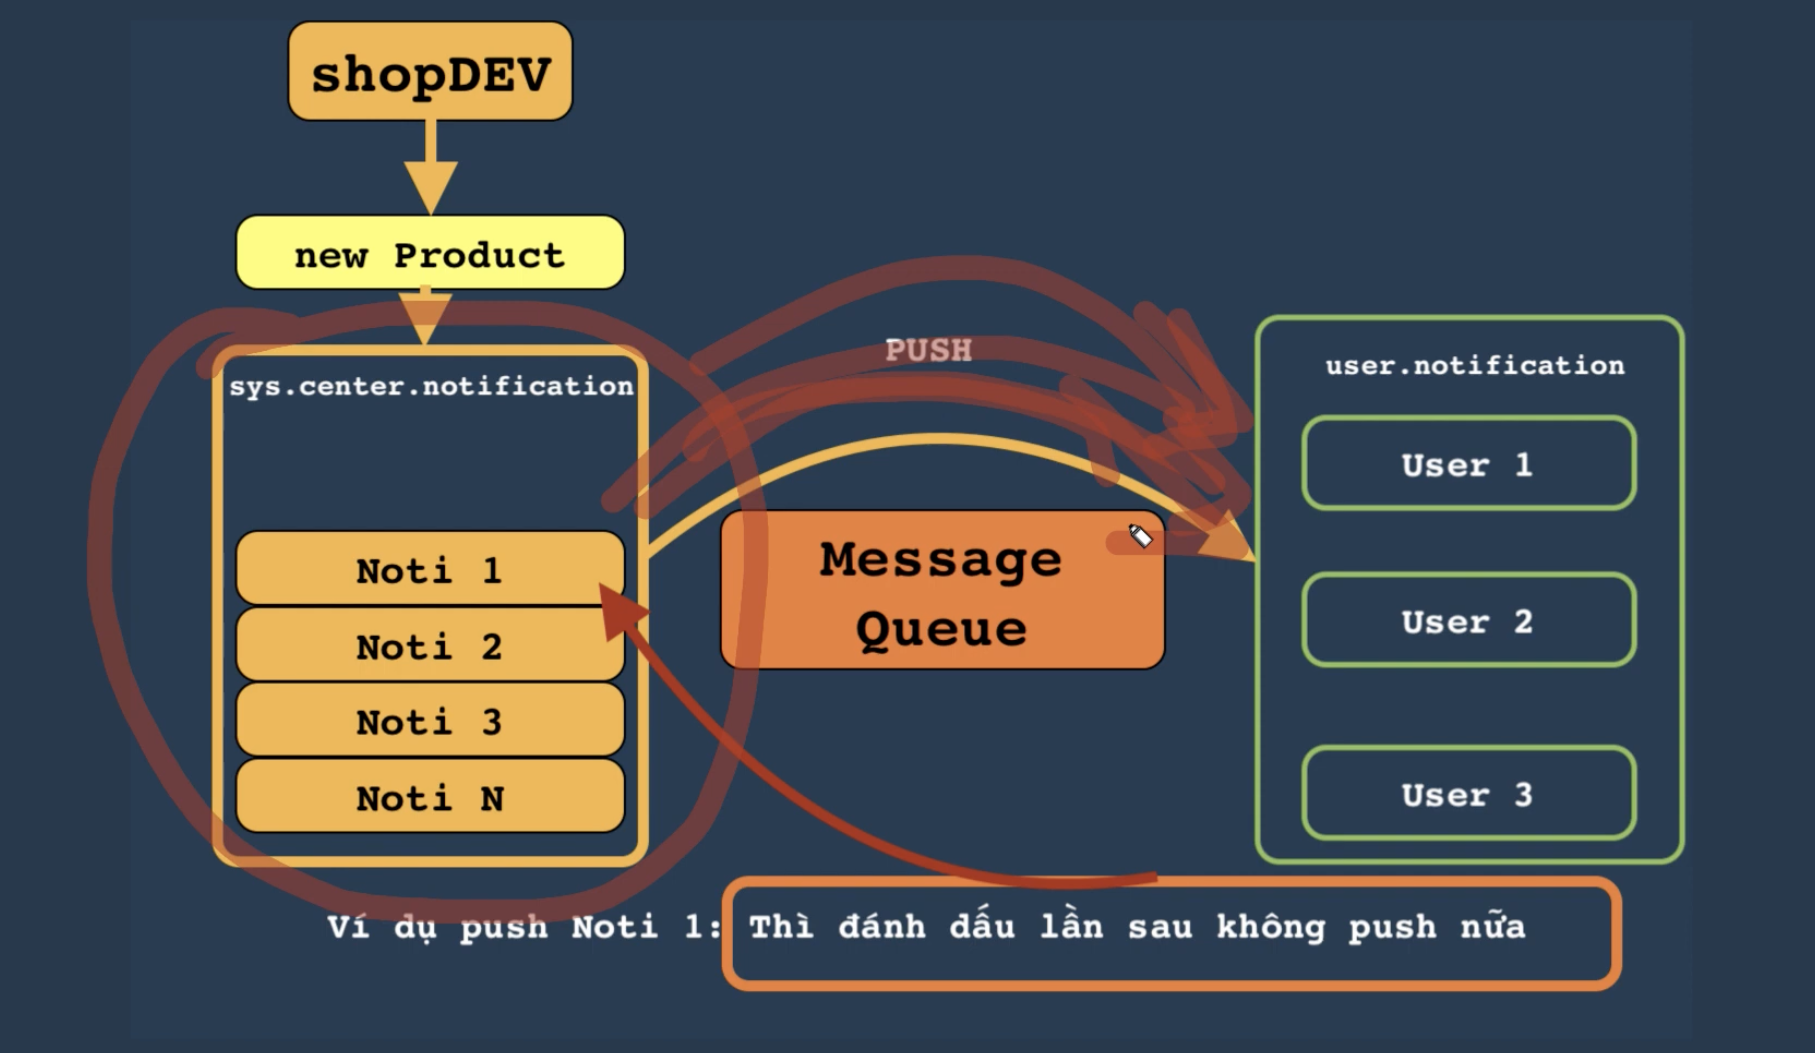 shopDEV
new Product
sys.center.notification
Noti 1
Noti 2
Noti 3
Noti N
PUSH
Message
Queue
user.notification
User 1
User 2
User 3
Ví dụ push Noti 1: Thì đánh dấu lần sau không push nữa